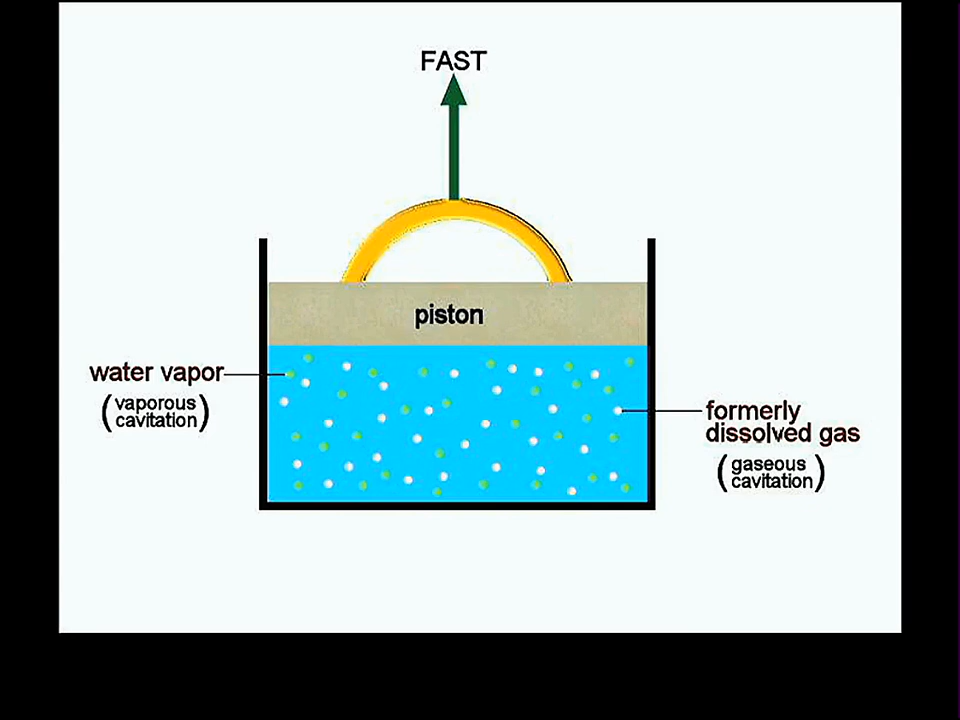 FAST
piston
water vapor
(vaporous
cavitation)
formerly
dissolved gas
(gaseous
cavitation)